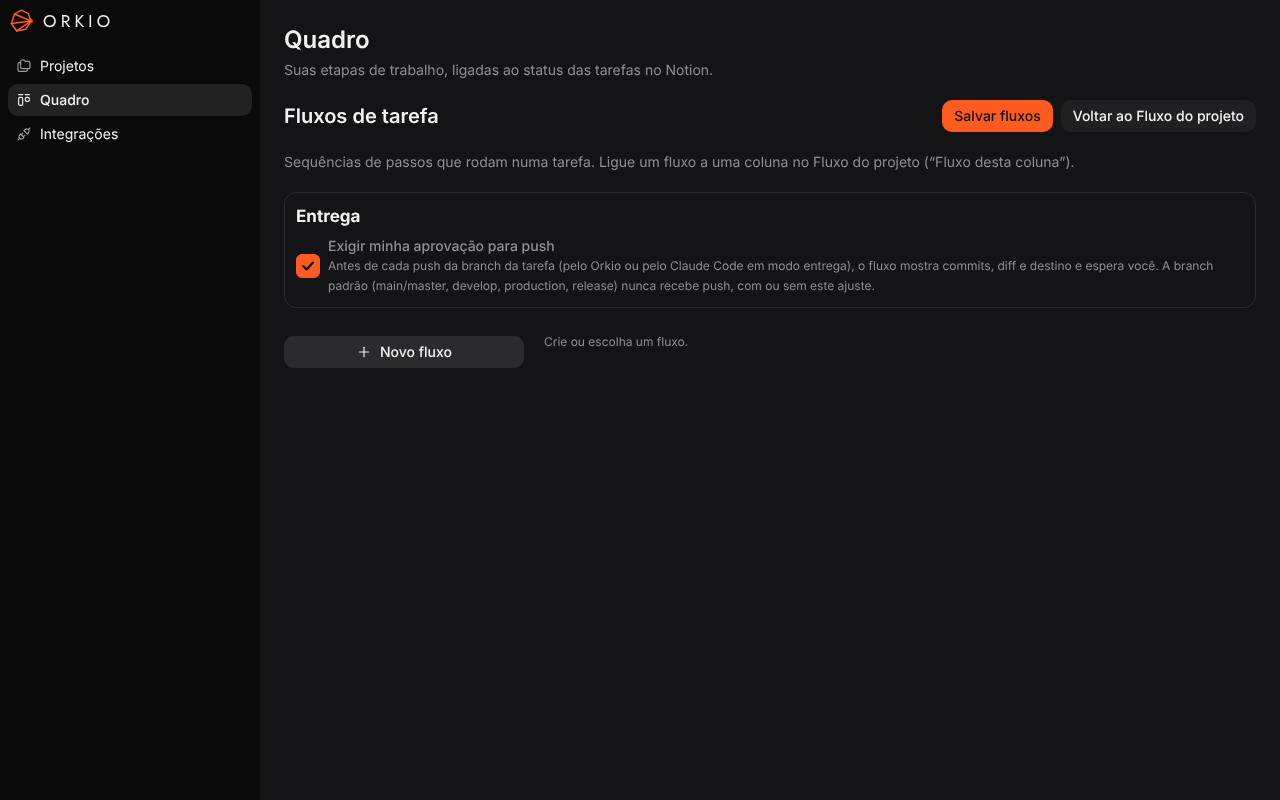 ORKIO
Projetos
Quadro
Integrações
Quadro
Suas etapas de trabalho, ligadas ao status das tarefas no Notion.
Fluxos de tarefa
Salvar fluxos
Voltar ao Fluxo do projeto
Sequências de passos que rodam numa tarefa. Ligue um fluxo a uma coluna no Fluxo do projeto (“Fluxo desta coluna”).
Entrega
Exigir minha aprovação para push
Antes de cada push da branch da tarefa (pelo Orkio ou pelo Claude Code em modo entrega), o fluxo mostra commits, diff e destino e espera você. A branch
padrão (main/master, develop, production, release) nunca recebe push, com ou sem este ajuste.
Novo fluxo
Crie ou escolha um fluxo.